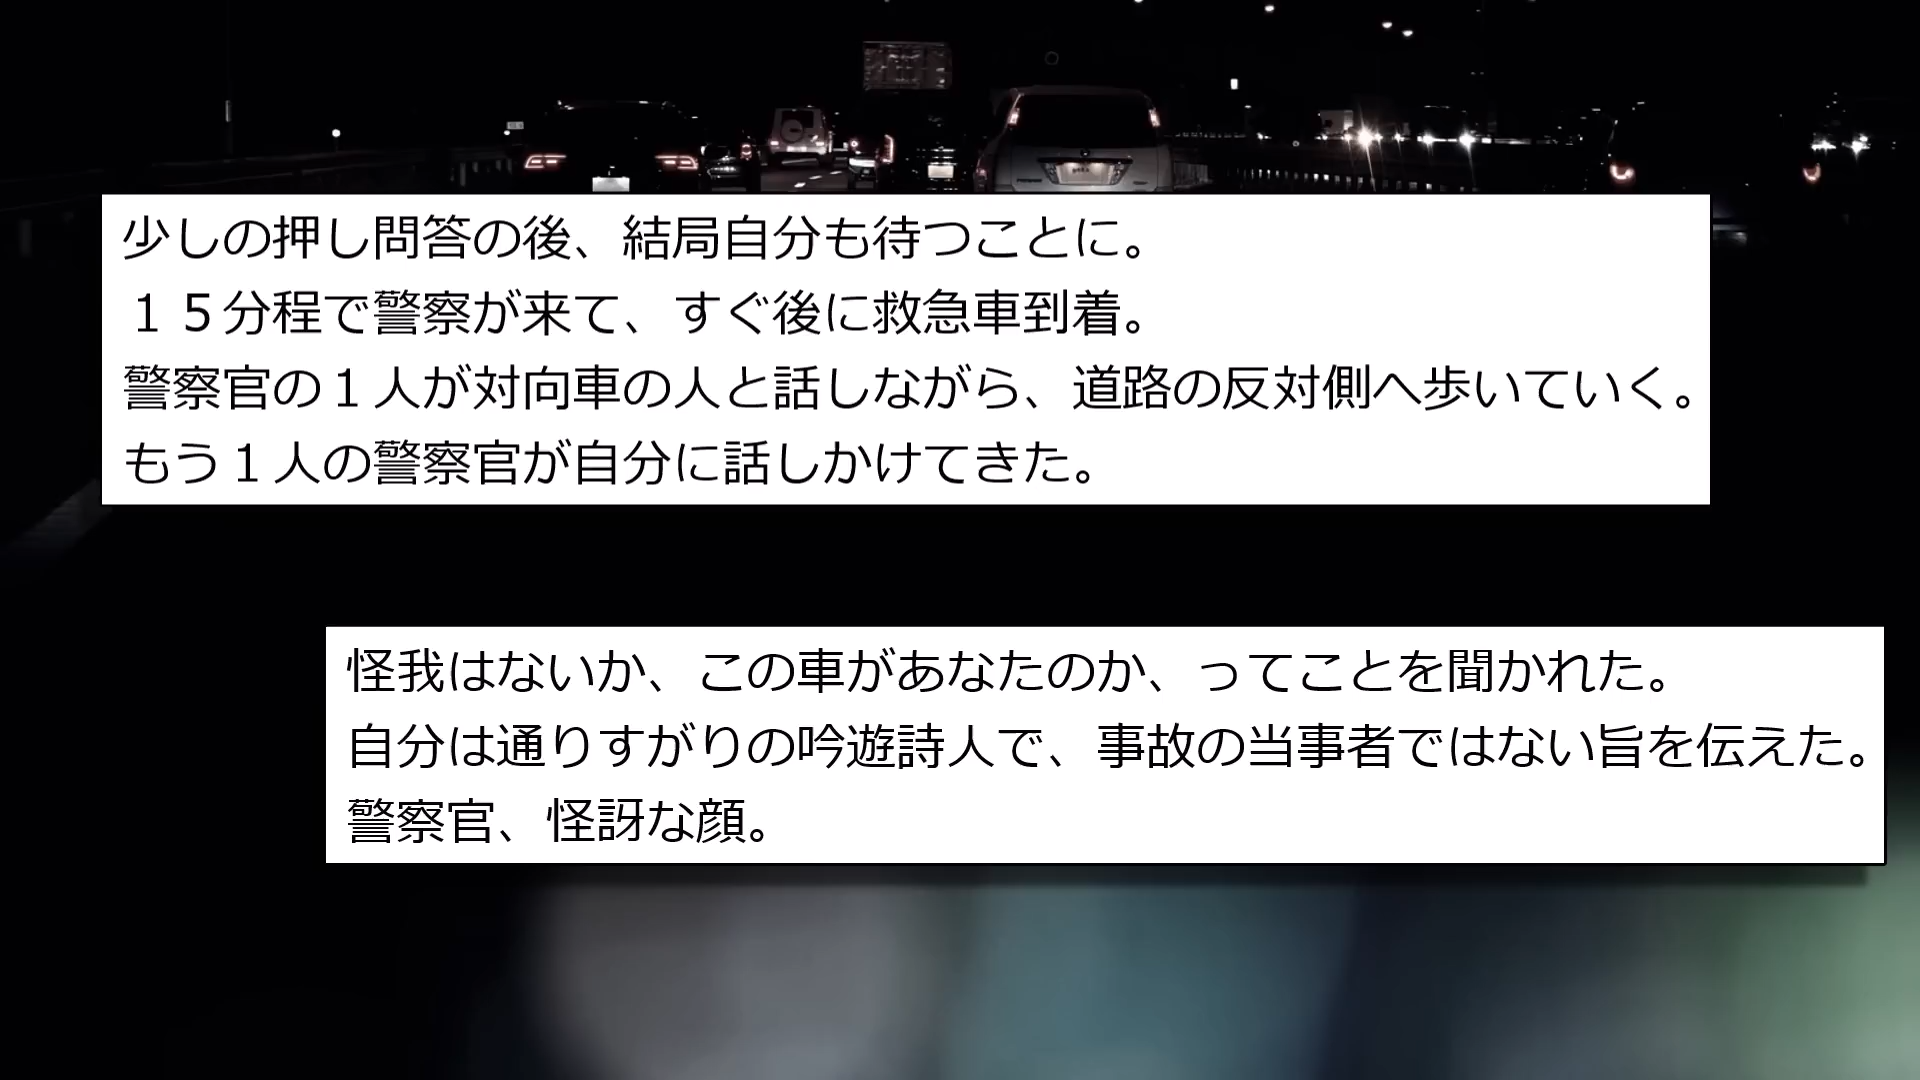 少しの押し問答の後、結局自分も待つことに。
１５分程で警察が来て、すぐ後に救急車到着。
警察官の１人が対向車の人と話しながら、道路の反対側へ歩いていく。
もう１人の警察官が自分に話しかけてきた。
怪我はないか、この車があなたのか、ってことを聞かれた。
自分は通りすがりの吟遊詩人で、事故の当事者ではない旨を伝えた。
警察官、怪訝な顔。